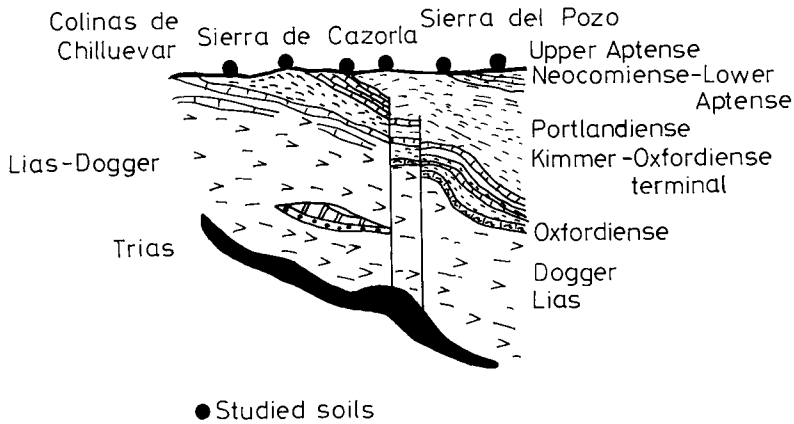 Colinas de
Chilluevar
Sierra de Cazorla
Sierra del Pozo
Upper Aptense
Neocomiense-Lower
Aptense
Portlandiense
Kimmer-Oxfordiense
terminal
Lias-Dogger
Oxfordiense
Trias
Dogger
Lias
Studied soils